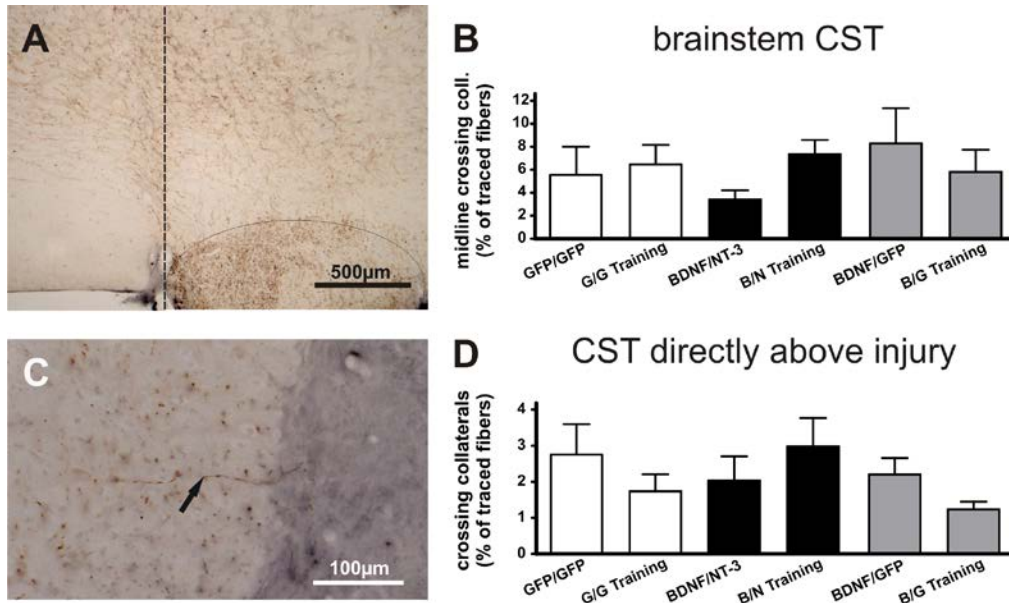 A
500µm
B
brainstem CST
midline crossing coll.
(% of traced fibers)
12
10
8
6
4
2
0
GFP/GFP
G/G Training
BDNF/NT-3
B/N Training
BDNF/GFP
B/G Training
C
100µm
D
CST directly above injury
crossing collaterals
(% of traced fibers)
4
3
2
1
0
GFP/GFP
G/G Training
BDNF/NT-3
B/N Training
BDNF/GFP
B/G Training